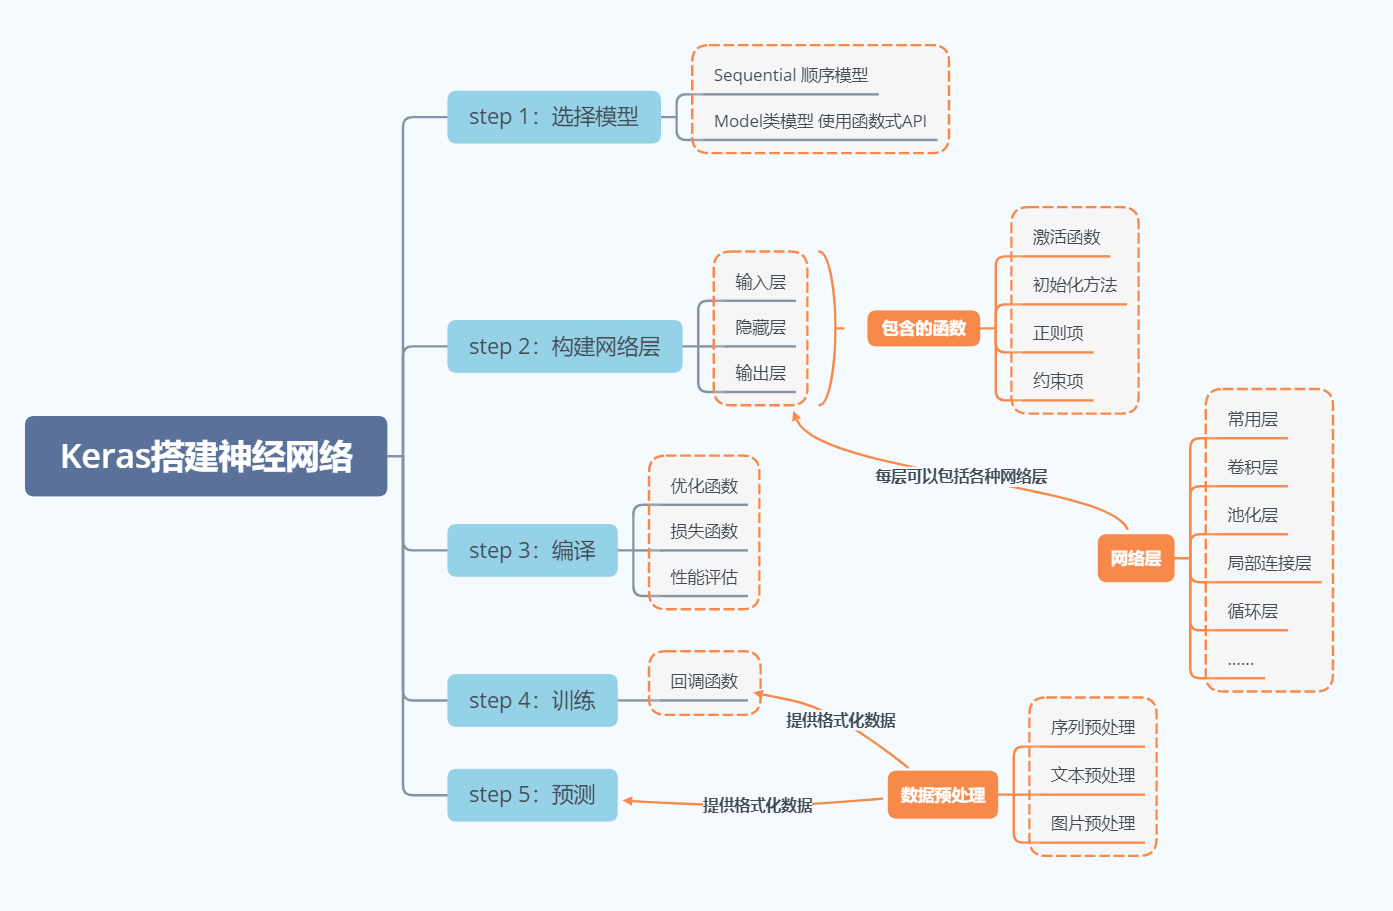 Keras搭建神经网络
step 1：选择模型
Sequential 顺序模型
Model类模型 使用函数式API
step 2：构建网络层
输入层
隐藏层
输出层
包含的函数
激活函数
初始化方法
正则项
约束项
每层可以包括各种网络层
网络层
常用层
卷积层
池化层
局部连接层
循环层
......
step 3：编译
优化函数
损失函数
性能评估
step 4：训练
回调函数
提供格式化数据
step 5：预测
提供格式化数据
数据预处理
序列预处理
文本预处理
图片预处理